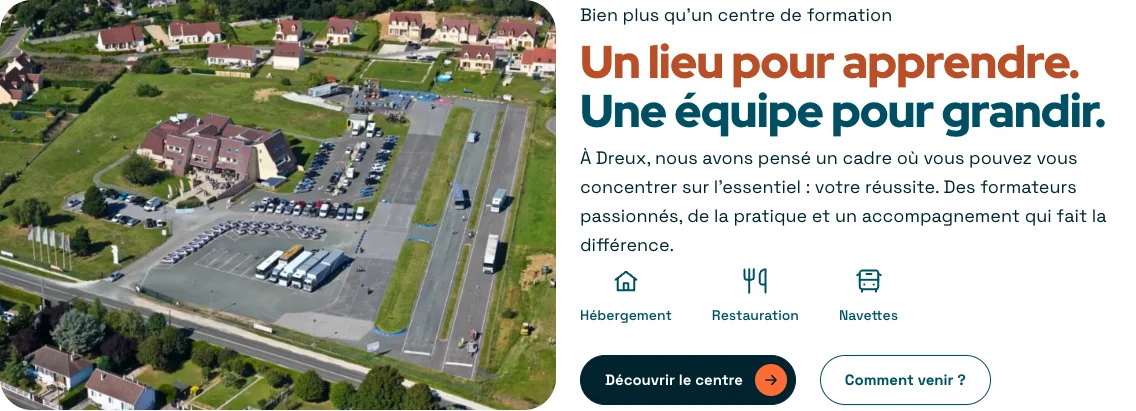 Bien plus qu’un centre de formation
Un lieu pour apprendre.
Une équipe pour grandir.
À Dreux, nous avons pensé un cadre où vous pouvez vous
concentrer sur l’essentiel : votre réussite. Des formateurs
passionnés, de la pratique et un accompagnement qui fait la
différence.
Hébergement
Restauration
Navettes
Découvrir le centre
Comment venir ?